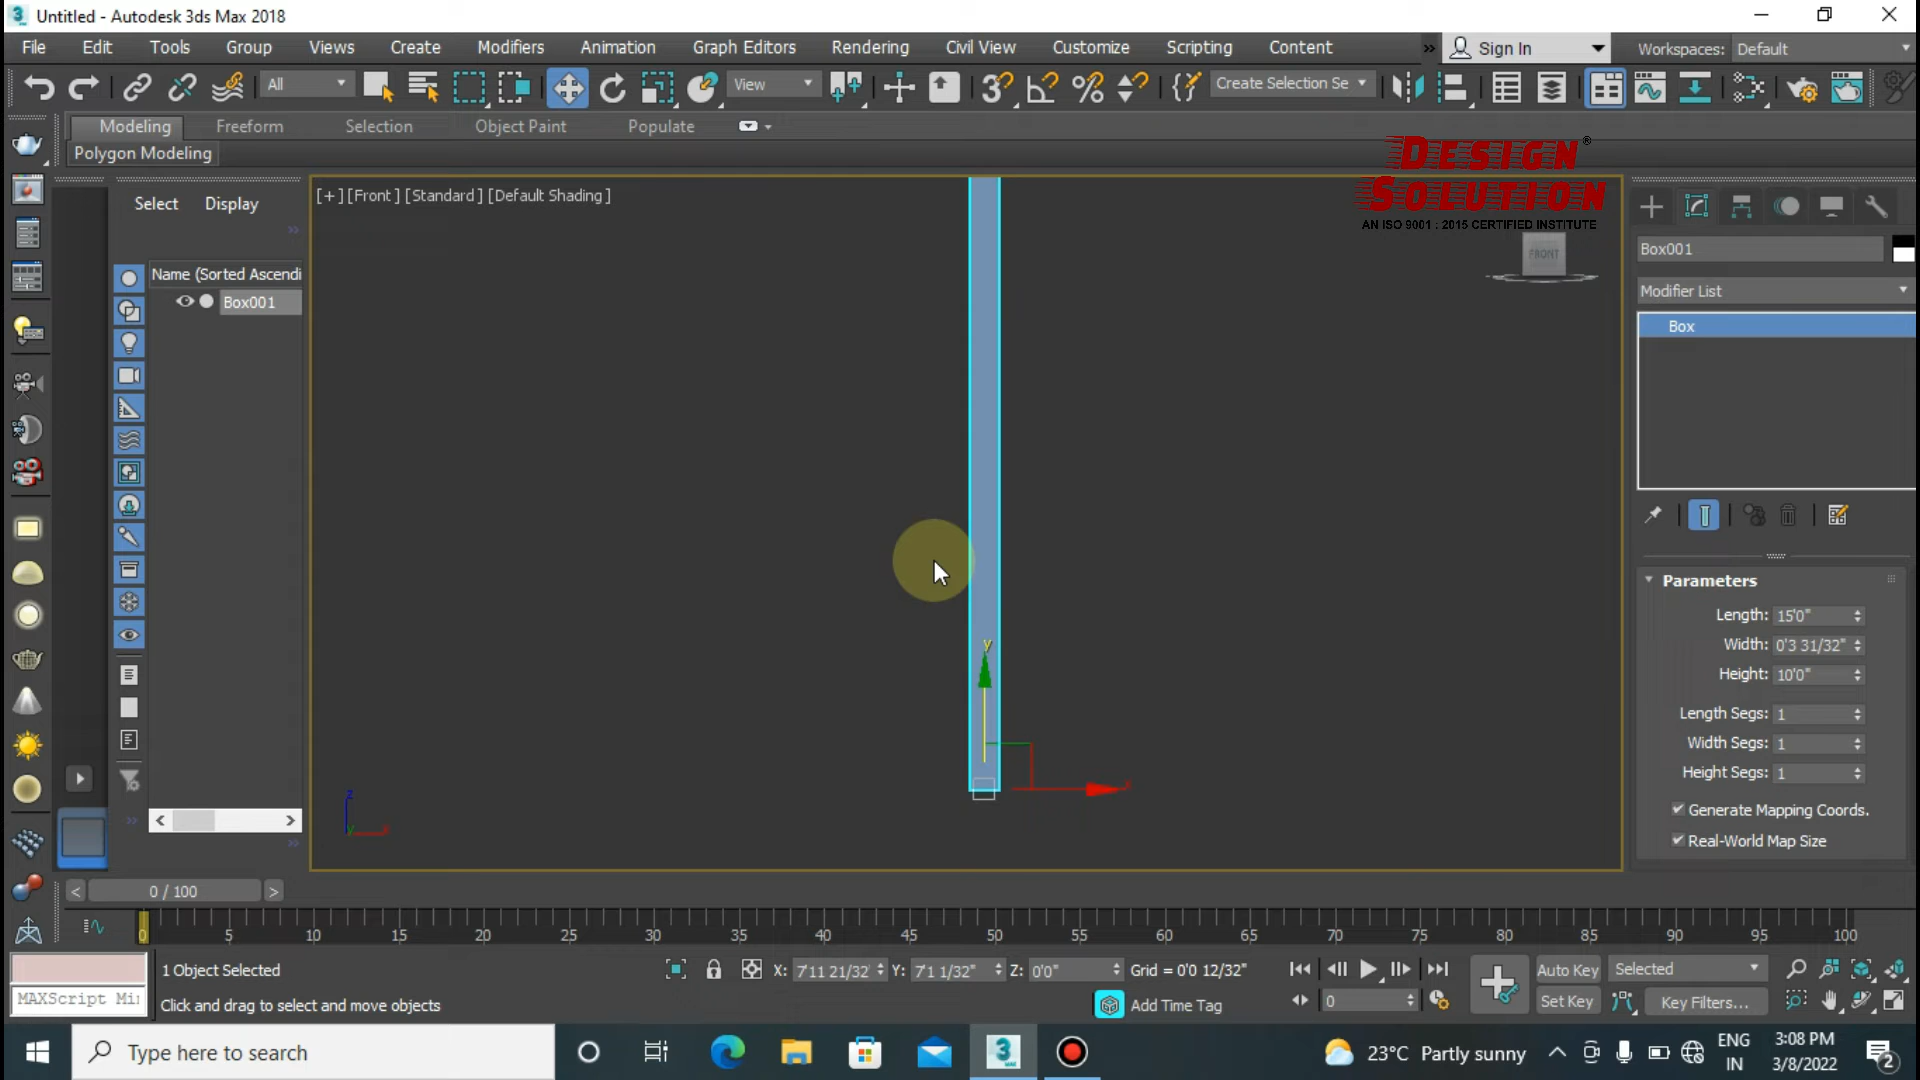 Untitled - Autodesk 3ds Max 2018
File Edit Tools Group Views Create Modifiers Animation Graph Editors Rendering Civil View Customize Scripting Content
Sign In
Workspaces: Default
All
View
Create Selection Se
Modeling Freeform Selection Object Paint Populate
Polygon Modeling
DESIGN ®
SOLUTION
AN ISO 9001 : 2015 CERTIFIED INSTITUTE
Select Display
[+] [Front] [Standard] [Default Shading]
FRONT
Name (Sorted Ascendi
Box001
Box001
Modifier List
Box
Parameters
Length: 15'0"
Width: 0'3 31/32"
Height: 10'0"
Length Segs: 1
Width Segs: 1
Height Segs: 1
Generate Mapping Coords.
Real-World Map Size
y
x
z
y
0 / 100
0 5 10 15 20 25 30 35 40 45 50 55 60 65 70 75 80 85 90 95 100
1 Object Selected
X: 7'11 21/32" Y: 7'1 1/32" Z: 0'0" Grid = 0'0 12/32"
Auto Key Selected
MAXScript Mi
Click and drag to select and move objects
Add Time Tag
0
Set Key Key Filters...
Type here to search
23°C Partly sunny
ENG
IN
3:08 PM
3/8/2022
2